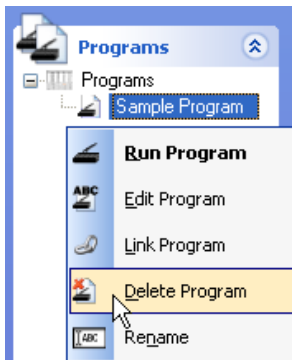 Programs
Programs
Sample Program
Run Program
ABC
Edit Program
Link Program
Delete Program
ABC
Rename